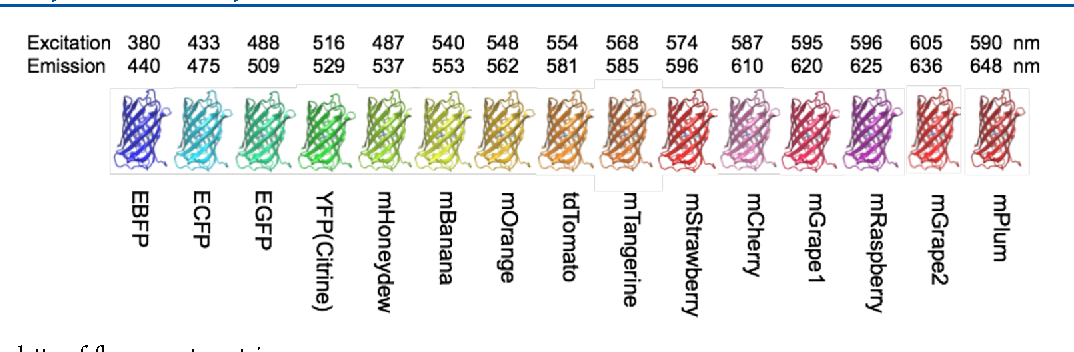 Excitation 380 433 488 516 487 540 548 554 568 574 587 595 596 605 590 nm
Emission 440 475 509 529 537 553 562 581 585 596 610 620 625 636 648 nm
EBFP
ECFP
EGFP
YFP(Citrine)
mHoneydew
mBanana
mOrange
tdTomato
mTangerine
mStrawberry
mCherry
mGrape1
mRaspberry
mGrape2
mPlum